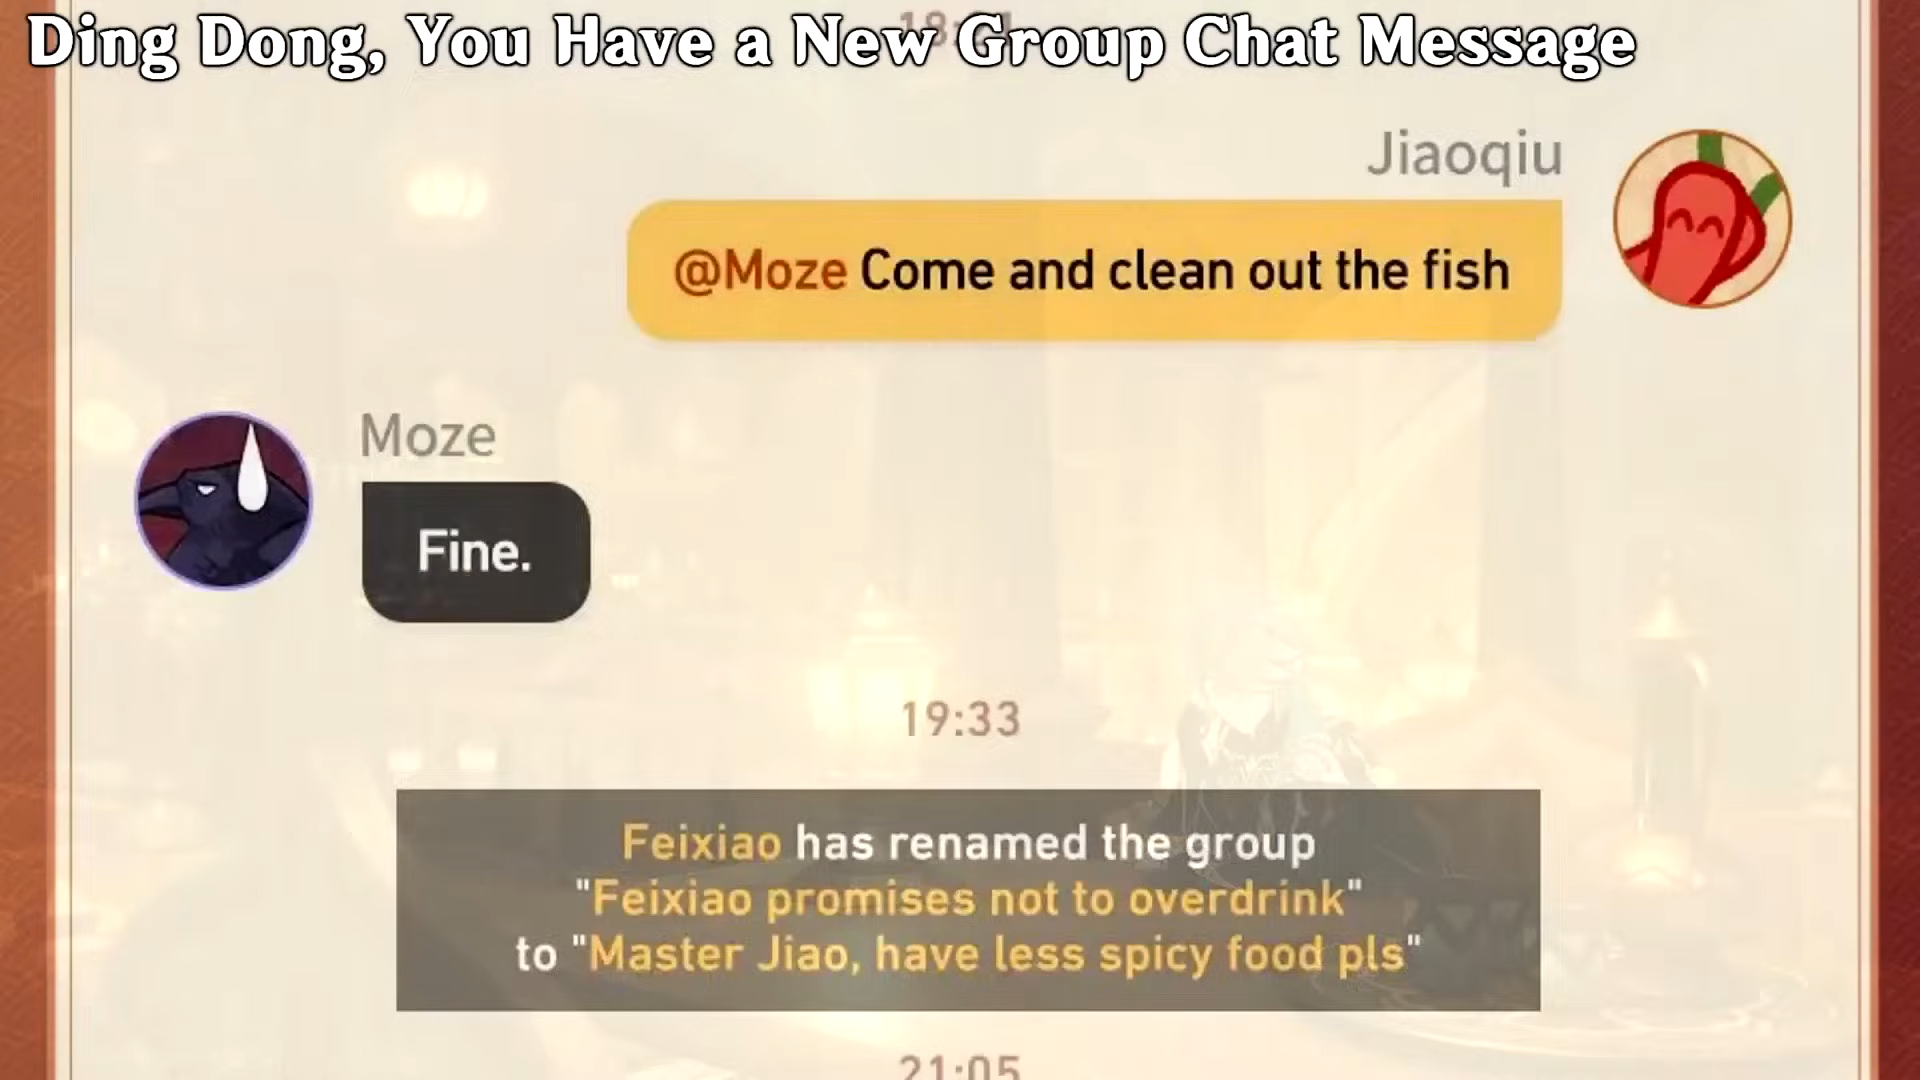 Ding Dong, You Have a New Group Chat Message
Jiaoqiu
@Moze Come and clean out the fish
Moze
Fine.
19:33
Feixiao has renamed the group
"Feixiao promises not to overdrink"
to "Master Jiao, have less spicy food pls"
21:05